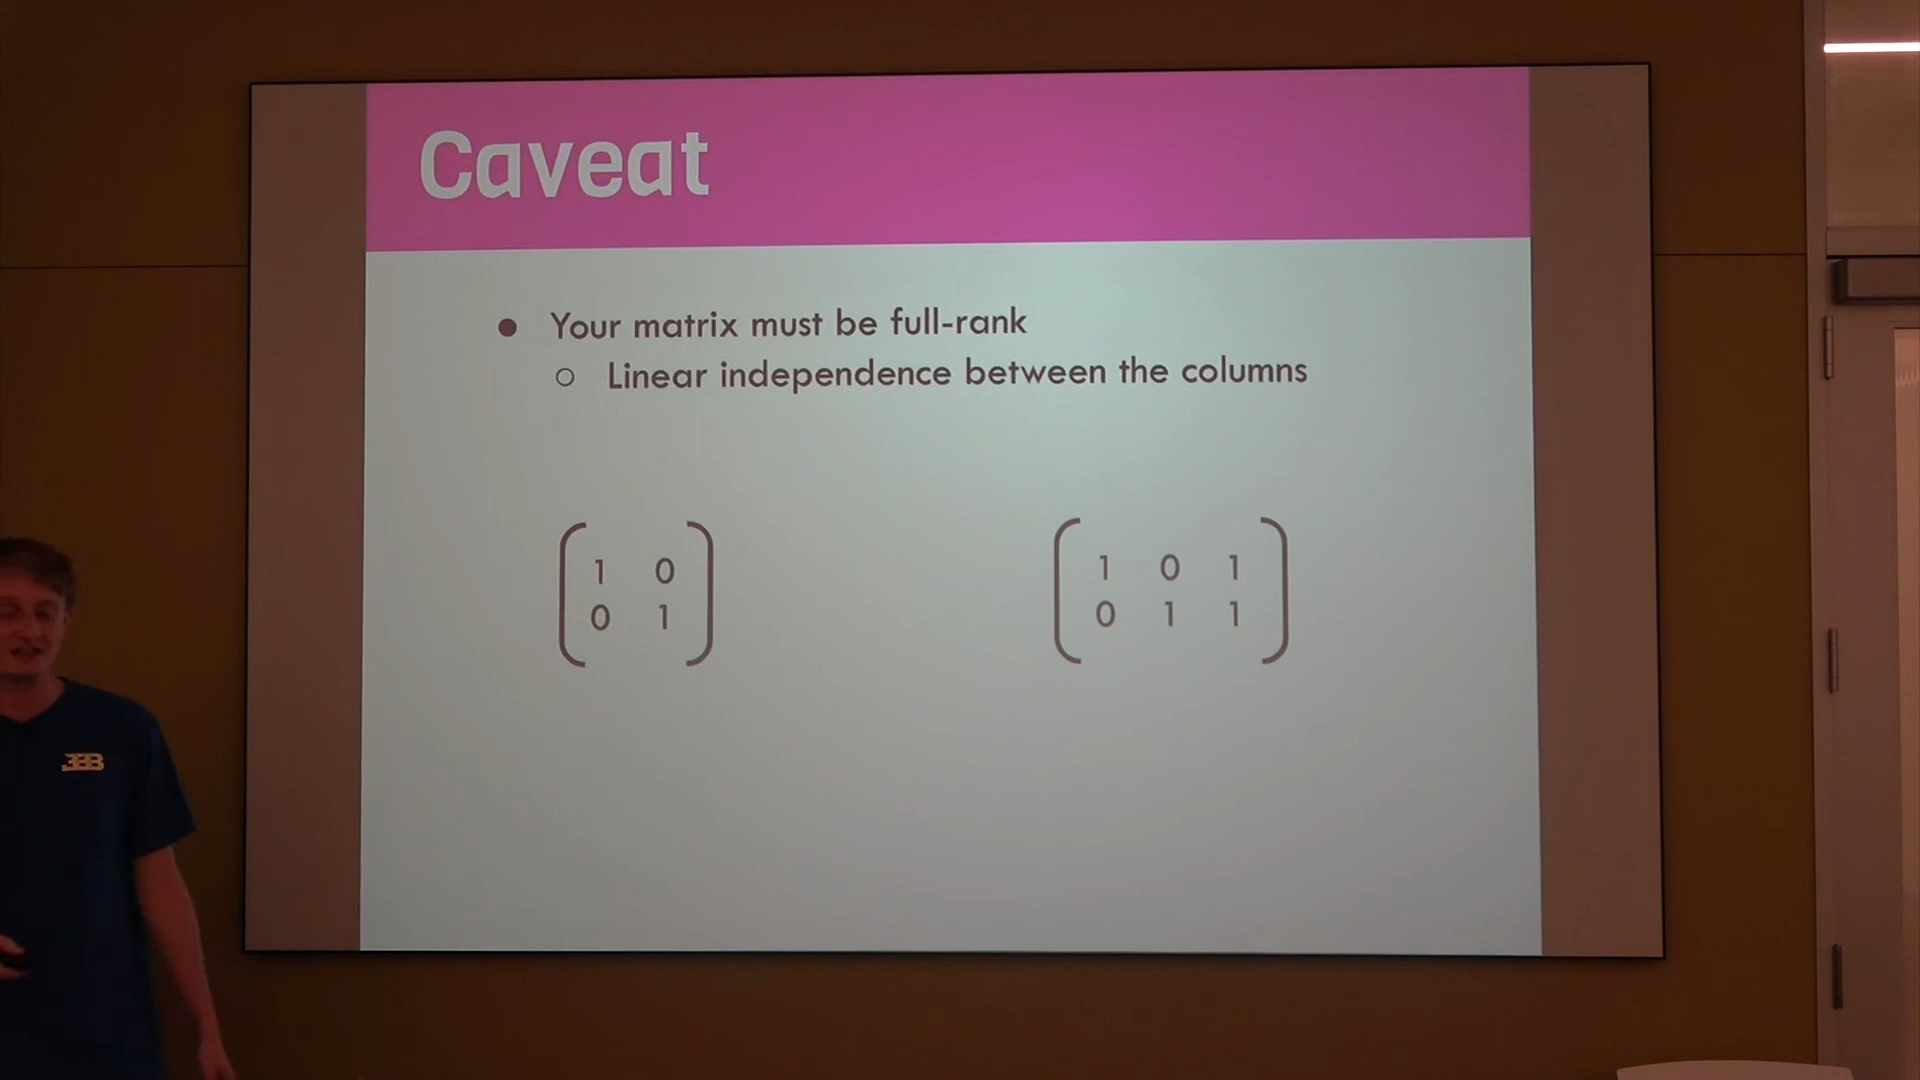 Caveat
● Your matrix must be full-rank
○ Linear independence between the columns
1 0
0 1
1 0 1
0 1 1